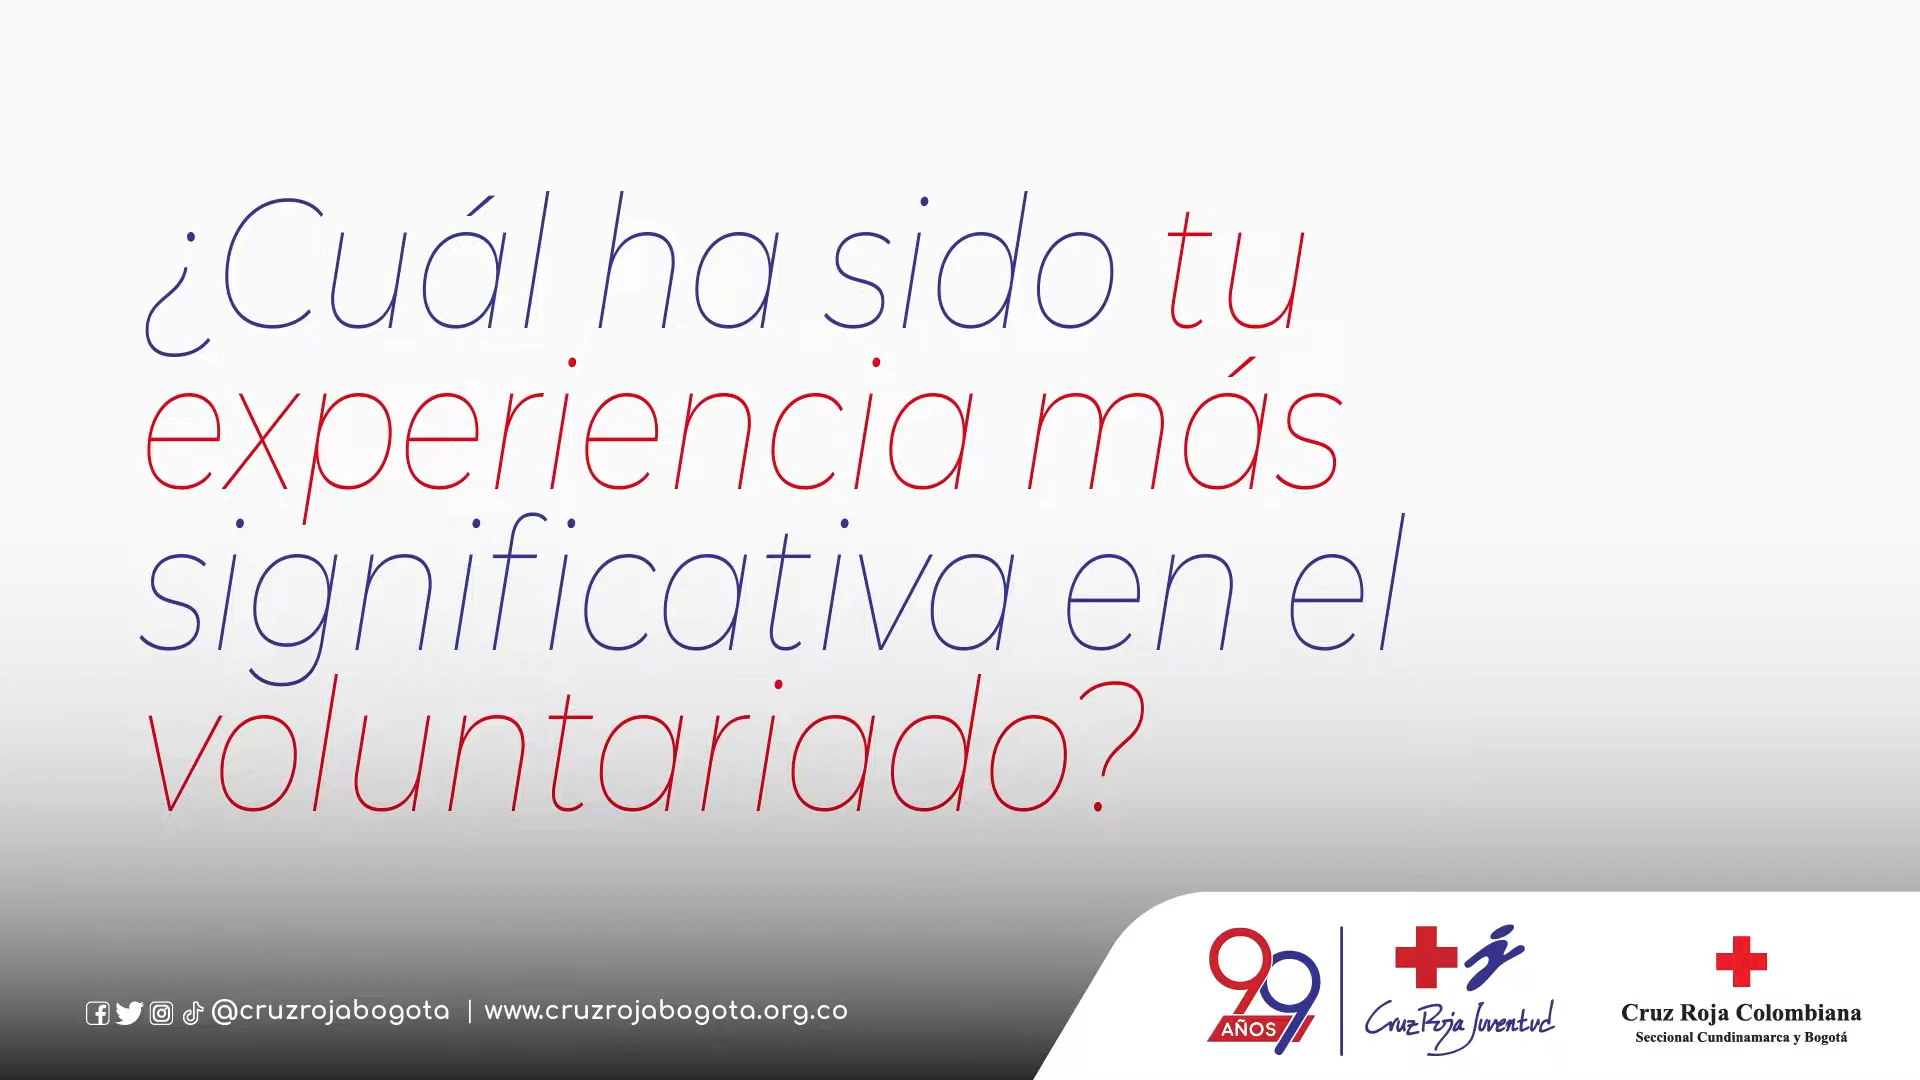 ¿Cuál ha sido tu
experiencia más
significativa en el
voluntariado?
@cruzrojabogota | www.cruzrojabogota.org.co
99
AÑOS
Cruz Roja Juventud
Cruz Roja Colombiana
Seccional Cundinamarca y Bogotá